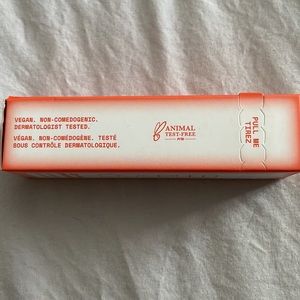 VEGAN. NON-COMEDOGENIC.
DERMATOLOGIST TESTED.
VÉGAN. NON-COMÉDOGÈNE. TESTÉ
SOUS CONTRÔLE DERMATOLOGIQUE.
ANIMAL
TEST-FREE
PULL ME
TIREZ